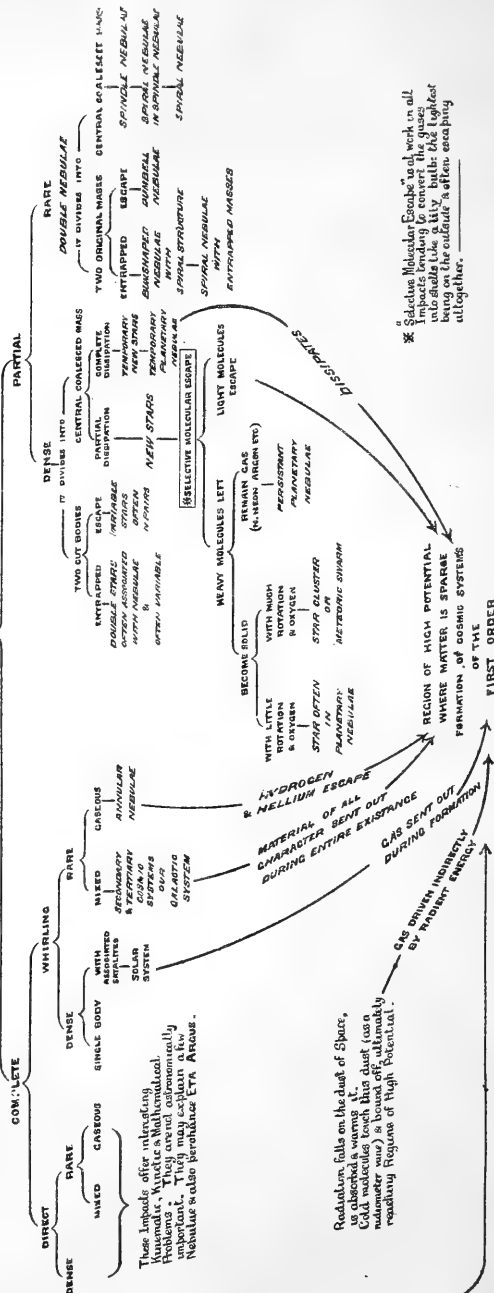 COMPLETE
PARTIAL
DIRECT
WHIRLING
DENSE
RARE
DENSE
RARE
DENSE
RARE
MIXED
GASEOUS
SINGLE BODY
WITH
ASSOCIATED
SATALITES
SOLAR
SYSTEM
MIXED
SECONDARY
& TERTIARY
COSMIC
SYSTEMS
OUR
GALACTIC
SYSTEM
GASEOUS
ANNULAR
NEBULAE
These Impacts offer interesting
Kinematic, Kinetic & Mathematical
Problems. They are not astronomically
important. They may explain a few
Nebulae & also perchance ETA ARGUS.
IT DIVIDES INTO
TWO CUT BODIES
CENTRAL COALESCED MASS
ENTRAPPED
DOUBLE STARS
OFTEN ASSOCIATED
WITH NEBULAE
&
OFTEN VARIABLE
ESCAPE
VARIABLE
STARS
OFTEN
IN PAIRS
PARTIAL
DISSIPATION
NEW STARS
COMPLETE
DISSIPATION
TEMPORARY
NEW STARS
TEMPORARY
PLANETARY
NEBULAE
DOUBLE NEBULAE
IT DIVIDES INTO
TWO ORIGINAL MASSES
CENTRAL COALESCED
ENTRAPPED
BUNSHAPED
NEBULAE
WITH
SPIRAL STRUCTURE
SPIRAL NEBULAE
WITH
ENTRAPPED MASSES
ESCAPE
DUMBELL
NEBULAE
SPINDLE NEBULAE
SPIRAL NEBULAE
IN SPINDLE NEBULAE
SPIRAL NEBULAE
※SELECTIVE MOLECULAR ESCAPE
HEAVY MOLECULES LEFT
LIGHT MOLECULES
ESCAPE
BECOME SOLID
REMAIN GAS
(N. NEON ARGON ETC)
PERSISTANT
PLANETARY
NEBULAE
WITH LITTLE
ROTATION
& OXYGEN
STAR OFTEN
IN
PLANETARY
NEBULAE
WITH MUCH
ROTATION
& OXYGEN
STAR CLUSTER
OR
METEORIC SWARM
DISSIPATES
HYDROGEN
& HELLIUM ESCAPE
MATERIAL OF ALL
CHARACTER SENT OUT
DURING ENTIRE EXISTANCE
GAS SENT OUT
DURING FORMATION
GAS DRIVEN INDIRECTLY
BY RADIENT ENERGY
REGION OF HIGH POTENTIAL
WHERE MATTER IS SPARSE
FORMATION OF COSMIC SYSTEMS
OF THE
FIRST ORDER
Radiation falls on the dust of Space,
is absorbed & warms it.
Cold molecules touch this dust (as a
radiometer vane) & bound off, ultimately
reaching Regions of High Potential.
※ "Selective Molecular Escape" is at work in all
Impacts tending to convert the gases
into shells like a lily bulb: the lightest
being on the outside & often escaping
altogether.